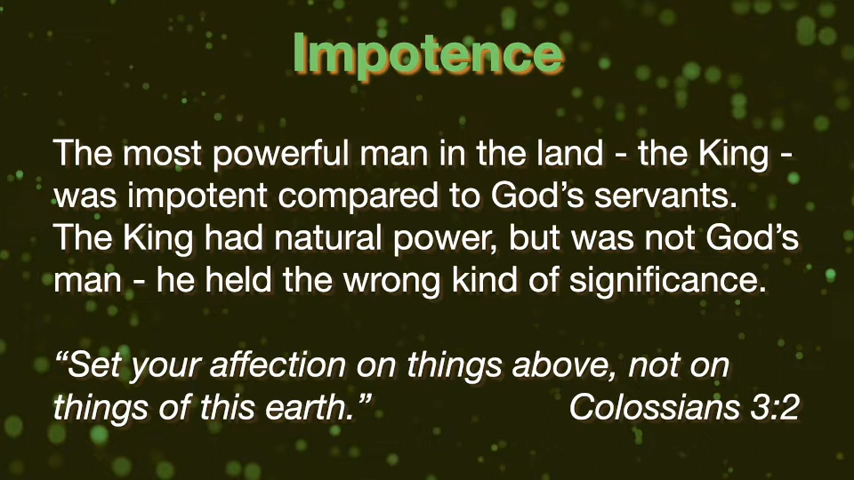 Impotence
The most powerful man in the land - the King -
was impotent compared to God’s servants.
The King had natural power, but was not God’s
man - he held the wrong kind of significance.
“Set your affection on things above, not on
things of this earth.” Colossians 3:2